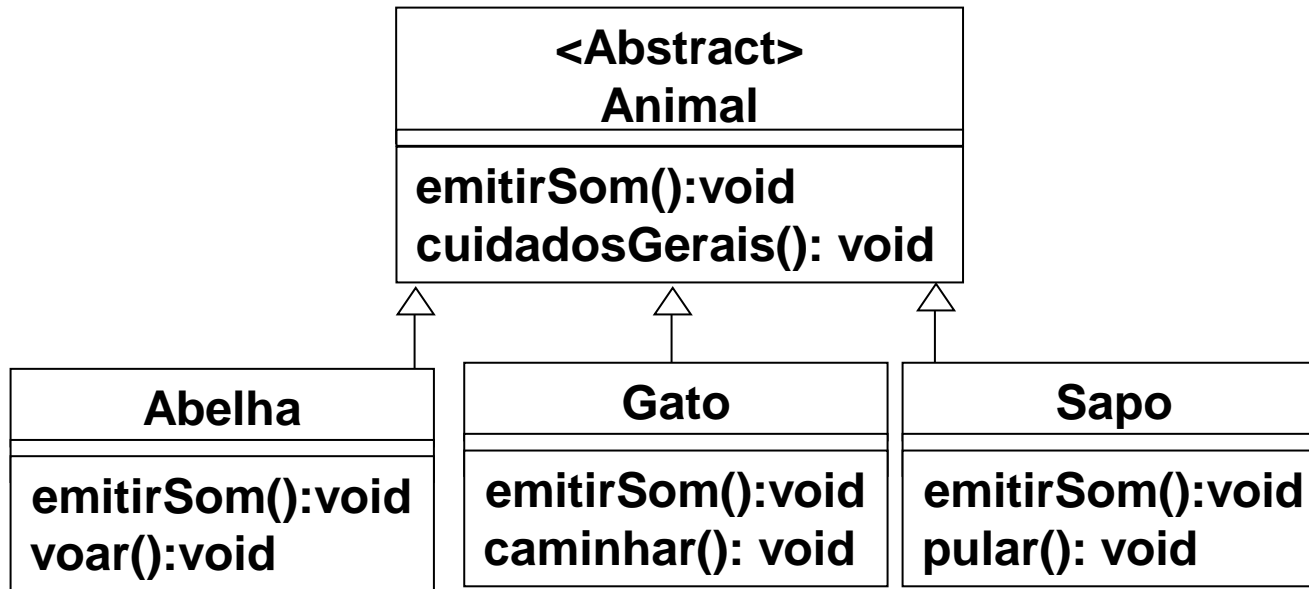 <Abstract>
Animal
emitirSom():void
cuidadosGerais(): void
Abelha
emitirSom():void
voar():void
Gato
emitirSom():void
caminhar(): void
Sapo
emitirSom():void
pular(): void